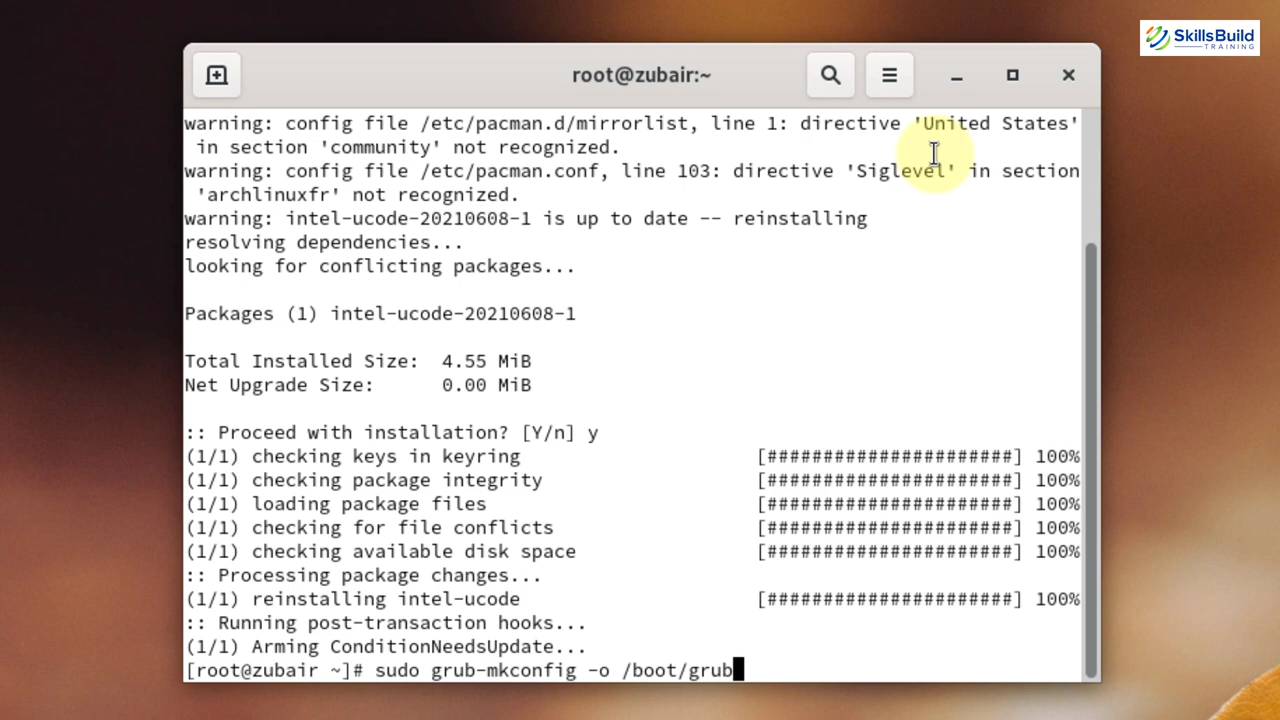 SkillsBuild
TRAINING
root@zubair:~
warning: config file /etc/pacman.d/mirrorlist, line 1: directive 'United States'
 in section 'community' not recognized.
warning: config file /etc/pacman.conf, line 103: directive 'Siglevel' in section
 'archlinuxfr' not recognized.
warning: intel-ucode-20210608-1 is up to date -- reinstalling
resolving dependencies...
looking for conflicting packages...
Packages (1) intel-ucode-20210608-1
Total Installed Size:  4.55 MiB
Net Upgrade Size:      0.00 MiB
:: Proceed with installation? [Y/n] y
(1/1) checking keys in keyring [######################] 100%
(1/1) checking package integrity [######################] 100%
(1/1) loading package files [######################] 100%
(1/1) checking for file conflicts [######################] 100%
(1/1) checking available disk space [######################] 100%
:: Processing package changes...
(1/1) reinstalling intel-ucode [######################] 100%
:: Running post-transaction hooks...
(1/1) Arming ConditionNeedsUpdate...
[root@zubair ~]# sudo grub-mkconfig -o /boot/grub